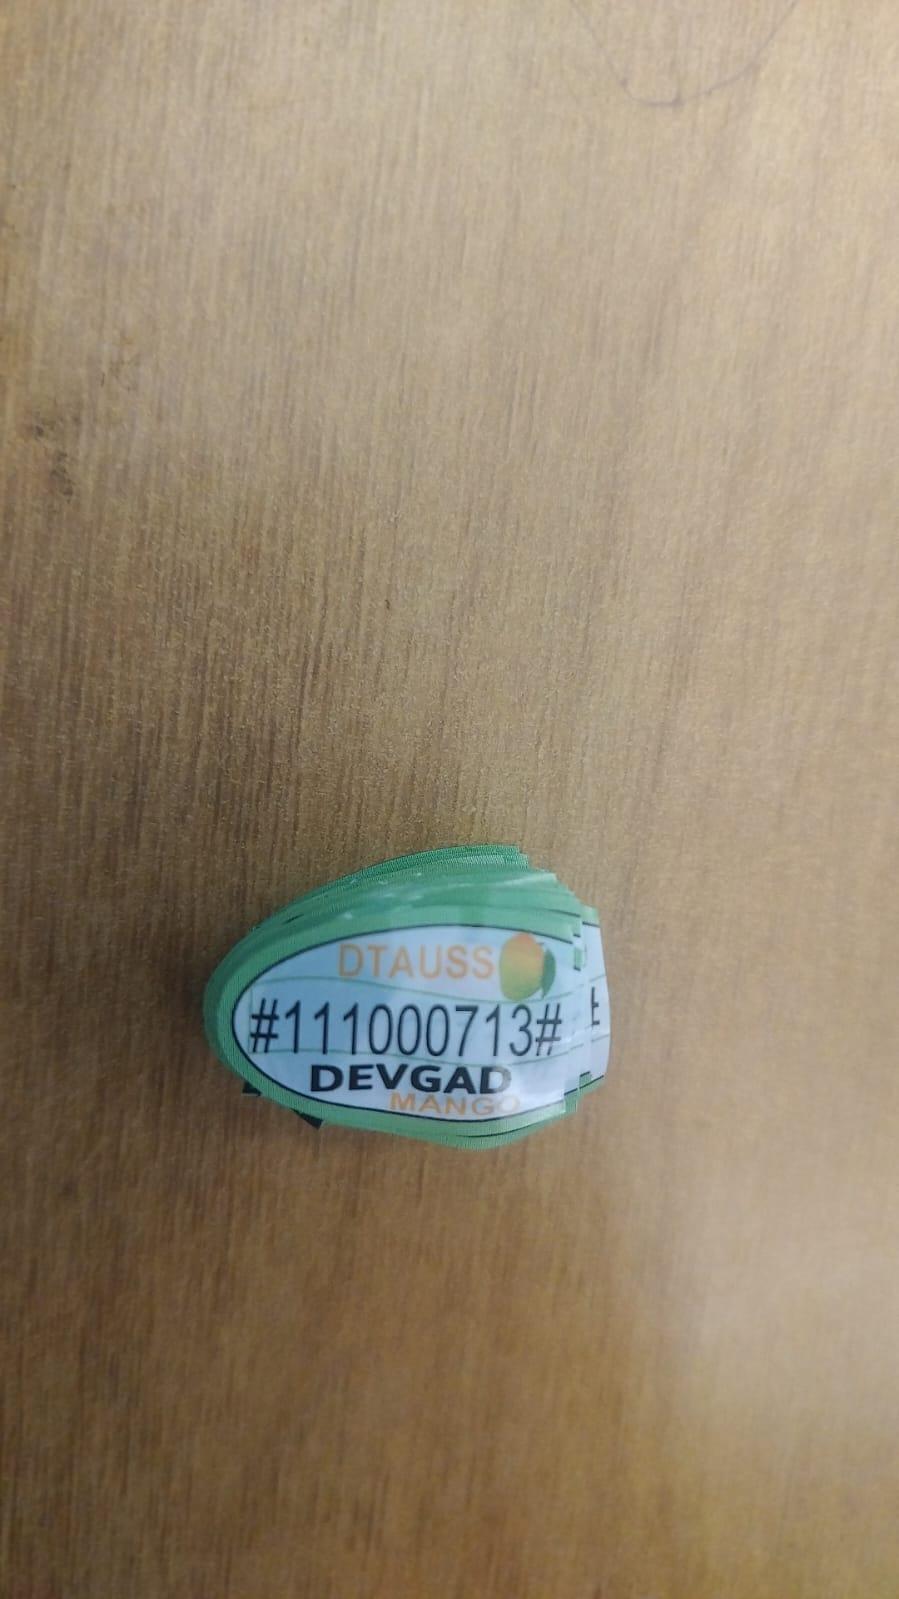 DTAUSS
#111000713#
DEVGAD
MANGO